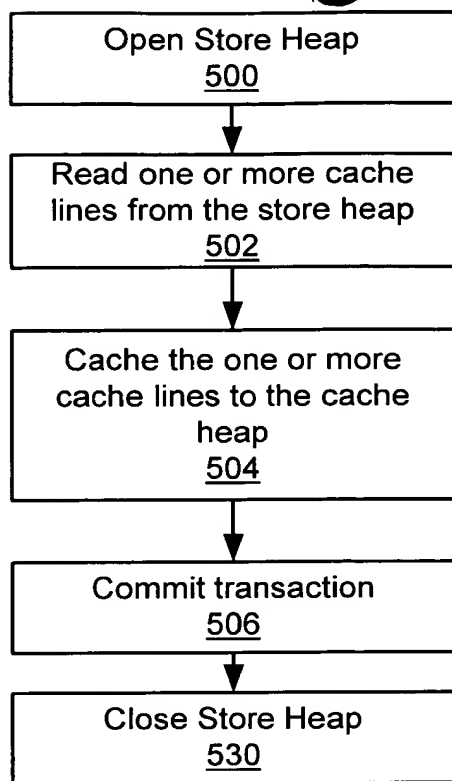 Open Store Heap
500
Read one or more cache
lines from the store heap
502
Cache the one or more
cache lines to the cache
heap
504
Commit transaction
506
Close Store Heap
530